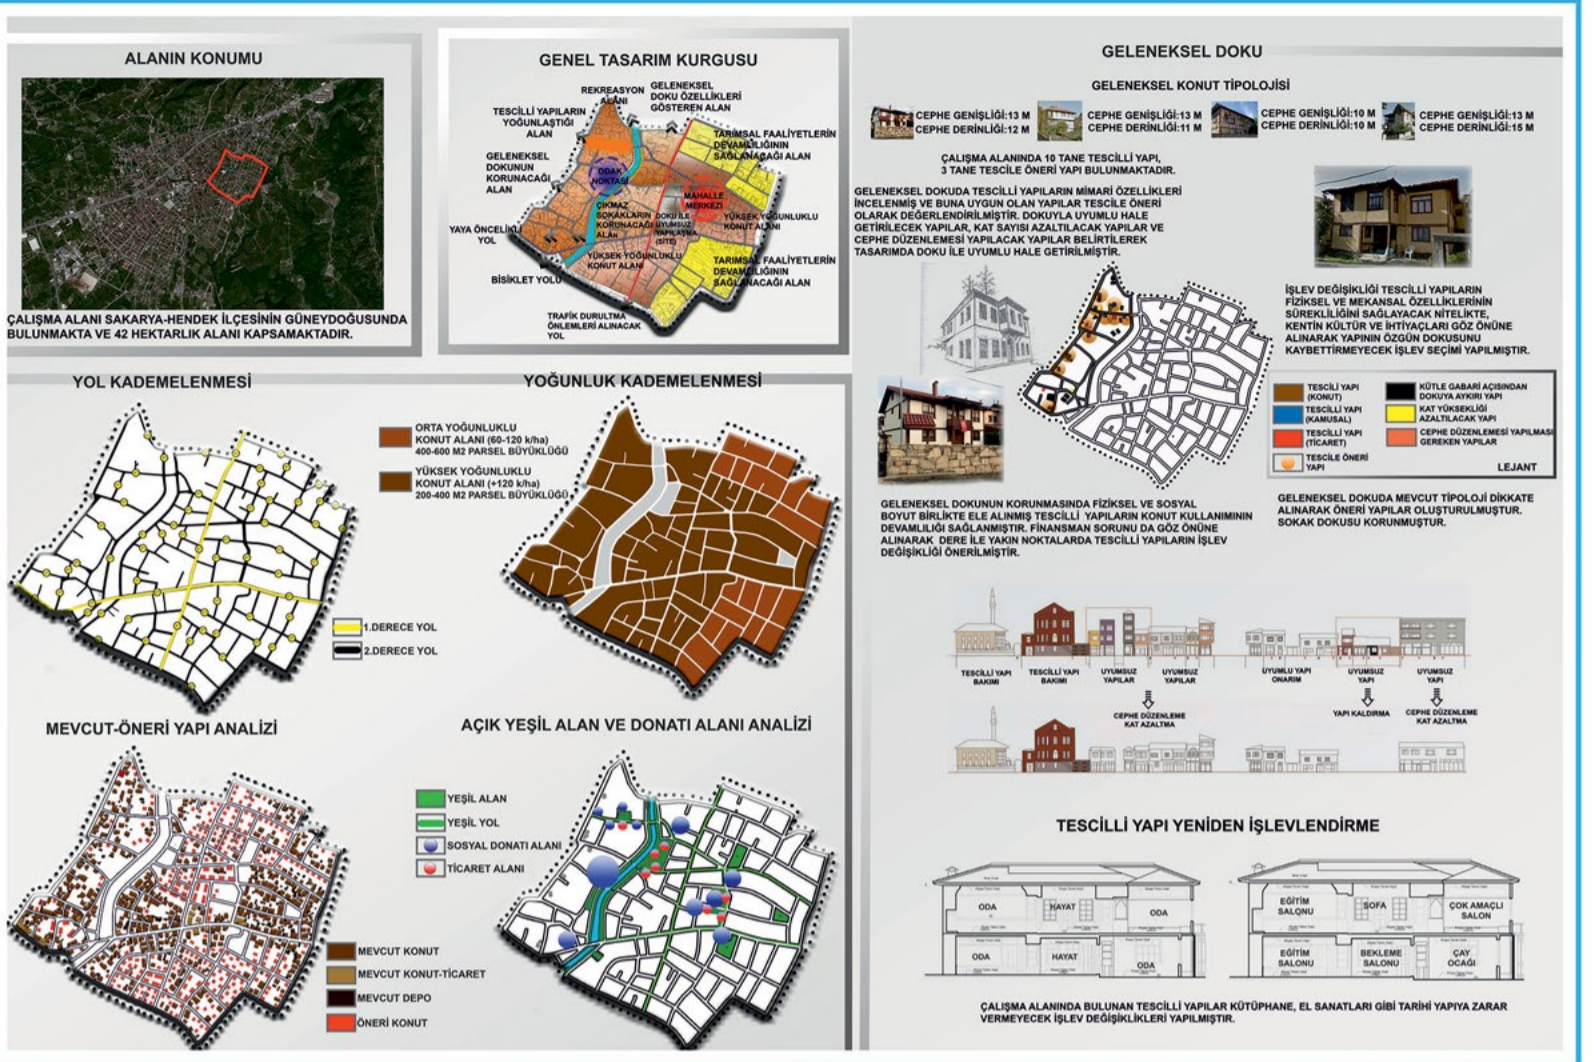 ALANIN KONUMU
ÇALIŞMA ALANI SAKARYA-HENDEK İLÇESİNİN GÜNEYDOĞUSUNDA
BULUNMAKTA VE 42 HEKTARLIK ALANI KAPSAMAKTADIR.
GENEL TASARIM KURGUSU
REKREASYON
ALANI
GELENEKSEL
DOKU ÖZELLİKLERİ
GÖSTEREN ALAN
TESCİLLİ YAPILARIN
YOĞUNLAŞTIĞI
ALAN
TARIMSAL FAALİYETLERİN
DEVAMLILIĞININ
SAĞLANACAĞI ALAN
GELENEKSEL
DOKUNUN
KORUNACAĞI
ALAN
ODAK
NOKTASI
MAHALLE
MERKEZİ
ÇIKMAZ
SOKAKLARIN
KORUNACAĞI
ALAN
DOKU İLE
UYUMSUZ
YAPILAŞMA
(SİTE)
YÜKSEK YOĞUNLUKLU
KONUT ALANI
YAYA ÖNCELİKLİ
YOL
YÜKSEK YOĞUNLUKLU
KONUT ALANI
TARIMSAL FAALİYETLERİN
DEVAMLILIĞININ
SAĞLANACAĞI ALAN
BİSİKLET YOLU
TRAFİK DURULTMA
ÖNLEMLERİ ALINACAK
YOL
YOL KADEMELENMESİ
1.DERECE YOL
2.DERECE YOL
YOĞUNLUK KADEMELENMESİ
ORTA YOĞUNLUKLU
KONUT ALANI (60-120 k/ha)
400-600 M2 PARSEL BÜYÜKLÜĞÜ
YÜKSEK YOĞUNLUKLU
KONUT ALANI (+120 k/ha)
200-400 M2 PARSEL BÜYÜKLÜĞÜ
MEVCUT-ÖNERİ YAPI ANALİZİ
MEVCUT KONUT
MEVCUT KONUT-TİCARET
MEVCUT DEPO
ÖNERİ KONUT
AÇIK YEŞİL ALAN VE DONATI ALANI ANALİZİ
YEŞİL ALAN
YEŞİL YOL
SOSYAL DONATI ALANI
TİCARET ALANI
GELENEKSEL DOKU
GELENEKSEL KONUT TİPOLOJİSİ
CEPHE GENİŞLİĞİ:13 M
CEPHE DERİNLİĞİ:12 M
CEPHE GENİŞLİĞİ:13 M
CEPHE DERİNLİĞİ:11 M
CEPHE GENİŞLİĞİ:10 M
CEPHE DERİNLİĞİ:10 M
CEPHE GENİŞLİĞİ:13 M
CEPHE DERİNLİĞİ:15 M
ÇALIŞMA ALANINDA 10 TANE TESCİLLİ YAPI,
3 TANE TESCİLE ÖNERİ YAPI BULUNMAKTADIR.
GELENEKSEL DOKUDA TESCİLLİ YAPILARIN MİMARİ ÖZELLİKLERİ
İNCELENMİŞ VE BUNA UYGUN OLAN YAPILAR TESCİLE ÖNERİ
OLARAK DEĞERLENDİRİLMİŞTİR. DOKUYLA UYUMLU HALE
GETİRİLECEK YAPILAR, KAT SAYISI AZALTILACAK YAPILAR VE
CEPHE DÜZENLEMESİ YAPILACAK YAPILAR BELİRTİLEREK
TASARIMDA DOKU İLE UYUMLU HALE GETİRİLMİŞTİR.
İŞLEV DEĞİŞİKLİĞİ TESCİLLİ YAPILARIN
FİZİKSEL VE MEKANSAL ÖZELLİKLERİNİN
SÜREKLİLİĞİNİ SAĞLAYACAK NİTELİKTE,
KENTİN KÜLTÜR VE İHTİYAÇLARI GÖZ ÖNÜNE
ALINARAK YAPININ ÖZGÜN DOKUSUNU
KAYBETTİRMEYECEK İŞLEV SEÇİMİ YAPILMIŞTIR.
TESCİLİ YAPI
(KONUT)
TESCİLLİ YAPI
(KAMUSAL)
TESCİLLİ YAPI
(TİCARET)
TESCİLE ÖNERİ
YAPI
KÜTLE GABARİ AÇISINDAN
DOKUYA AYKIRI YAPI
KAT YÜKSEKLİĞİ
AZALTILACAK YAPI
CEPHE DÜZENLEMESİ YAPILMASI
GEREKEN YAPILAR
LEJANT
GELENEKSEL DOKUNUN KORUNMASINDA FİZİKSEL VE SOSYAL
BOYUT BİRLİKTE ELE ALINMIŞ TESCİLLİ YAPILARIN KONUT KULLANIMININ
DEVAMLILIĞI SAĞLANMIŞTIR. FİNANSMAN SORUNU DA GÖZ ÖNÜNE
ALINARAK DERE İLE YAKIN NOKTALARDA TESCİLLİ YAPILARIN İŞLEV
DEĞİŞİKLİĞİ ÖNERİLMİŞTİR.
GELENEKSEL DOKUDA MEVCUT TİPOLOJİ DİKKATE
ALINARAK ÖNERİ YAPILAR OLUŞTURULMUŞTUR.
SOKAK DOKUSU KORUNMUŞTUR.
TESCİLLİ YAPI
BAKIMI
TESCİLLİ YAPI
BAKIMI
UYUMSUZ
YAPILAR
UYUMSUZ
YAPILAR
UYUMLU YAPI
ONARIM
UYUMSUZ
YAPI
UYUMSUZ
YAPI
CEPHE DÜZENLEME
KAT AZALTMA
YAPI KALDIRMA
CEPHE DÜZENLEME
KAT AZALTMA
TESCİLLİ YAPI YENİDEN İŞLEVLENDİRME
ODA
HAYAT
ODA
ODA
HAYAT
ODA
EĞİTİM
SALONU
SOFA
ÇOK AMAÇLI
SALON
EĞİTİM
SALONU
BEKLEME
SALONU
ÇAY
OCAĞI
ÇALIŞMA ALANINDA BULUNAN TESCİLLİ YAPILAR KÜTÜPHANE, EL SANATLARI GİBİ TARİHİ YAPIYA ZARAR
VERMEYECEK İŞLEV DEĞİŞİKLİKLERİ YAPILMIŞTIR.